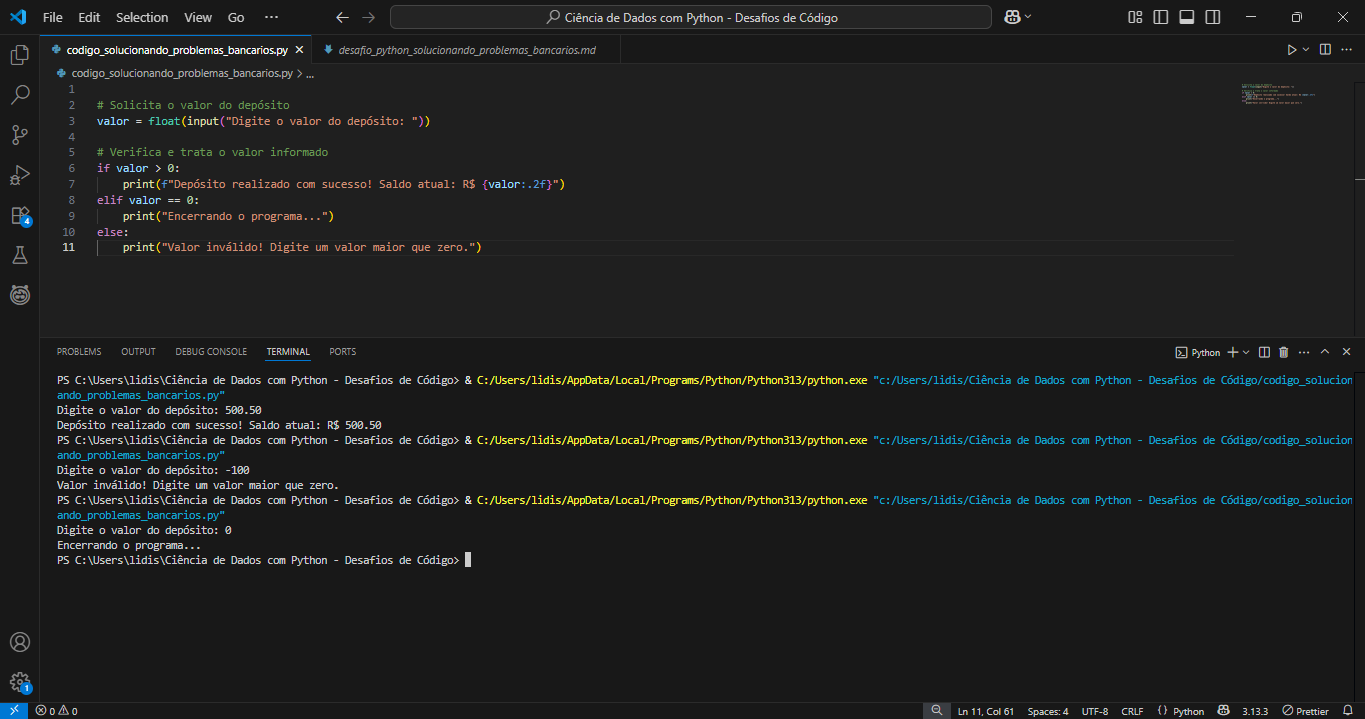 File Edit Selection View Go ··· Ciência de Dados com Python - Desafios de Código
codigo_solucionando_problemas_bancarios.py desafio_python_solucionando_problemas_bancarios.md
codigo_solucionando_problemas_bancarios.py > ...
1
2 # Solicita o valor do depósito
3 valor = float(input("Digite o valor do depósito: "))
4
5 # Verifica e trata o valor informado
6 if valor > 0:
7     print(f"Depósito realizado com sucesso! Saldo atual: R$ {valor:.2f}")
8 elif valor == 0:
9     print("Encerrando o programa...")
10 else:
11     print("Valor inválido! Digite um valor maior que zero.")
4
PROBLEMS OUTPUT DEBUG CONSOLE TERMINAL PORTS Python
PS C:\Users\lidis\Ciência de Dados com Python - Desafios de Código> & C:/Users/lidis/AppData/Local/Programs/Python/Python313/python.exe "c:/Users/lidis/Ciência de Dados com Python - Desafios de Código/codigo_solucion
ando_problemas_bancarios.py"
Digite o valor do depósito: 500.50
Depósito realizado com sucesso! Saldo atual: R$ 500.50
PS C:\Users\lidis\Ciência de Dados com Python - Desafios de Código> & C:/Users/lidis/AppData/Local/Programs/Python/Python313/python.exe "c:/Users/lidis/Ciência de Dados com Python - Desafios de Código/codigo_solucion
ando_problemas_bancarios.py"
Digite o valor do depósito: -100
Valor inválido! Digite um valor maior que zero.
PS C:\Users\lidis\Ciência de Dados com Python - Desafios de Código> & C:/Users/lidis/AppData/Local/Programs/Python/Python313/python.exe "c:/Users/lidis/Ciência de Dados com Python - Desafios de Código/codigo_solucion
ando_problemas_bancarios.py"
Digite o valor do depósito: 0
Encerrando o programa...
PS C:\Users\lidis\Ciência de Dados com Python - Desafios de Código>
1
0 0 Ln 11, Col 61 Spaces: 4 UTF-8 CRLF {} Python 3.13.3 Prettier